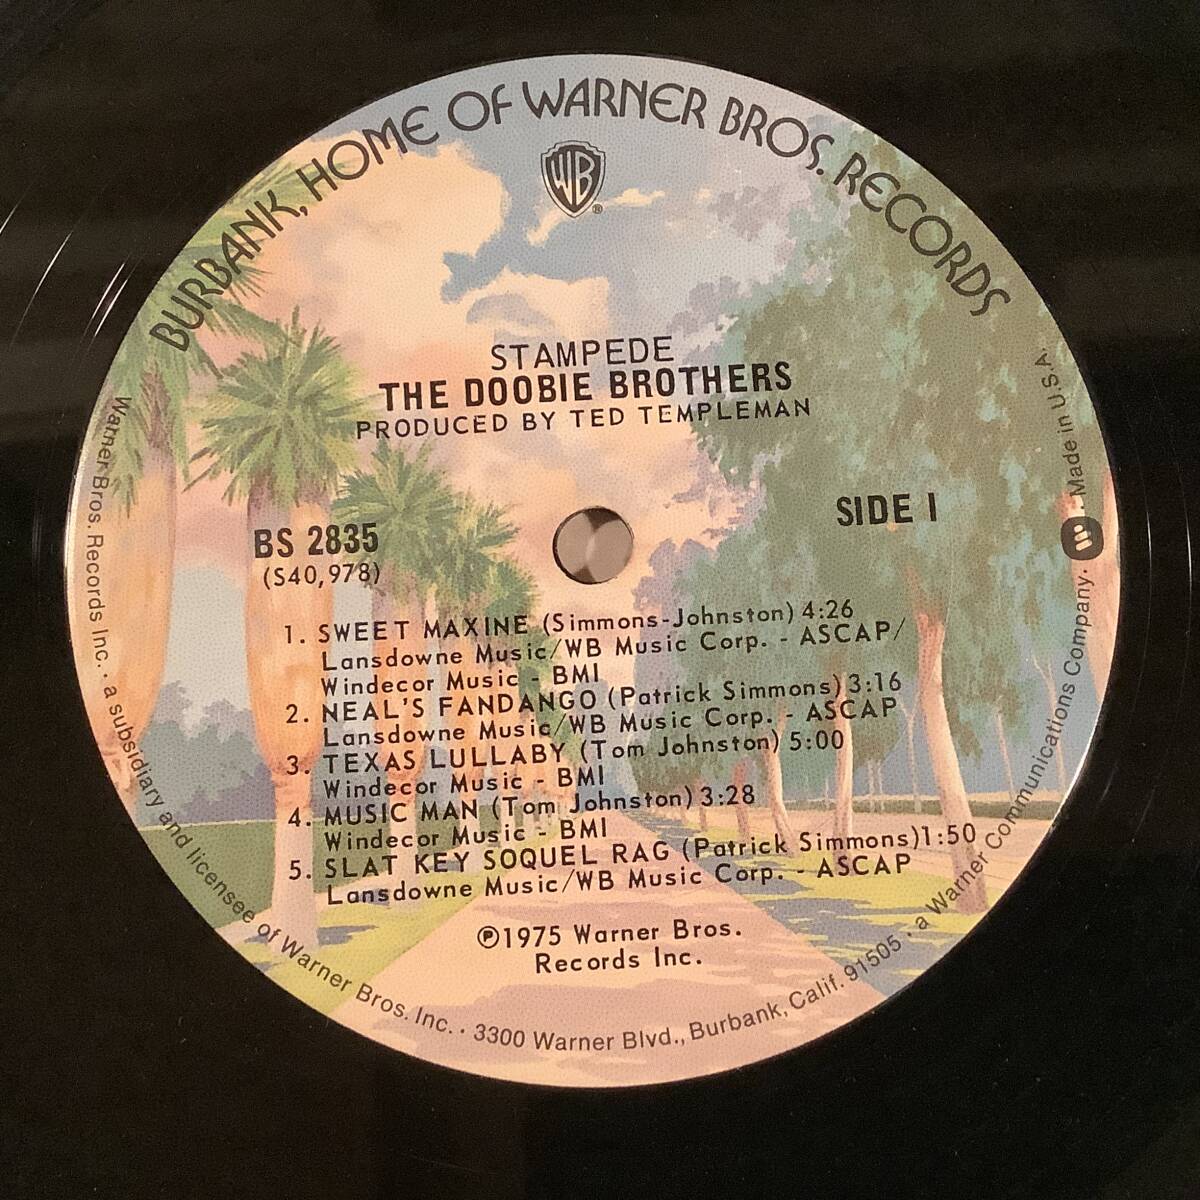 BURBANK, HOME OF WARNER BROS. RECORDS
WB®
STAMPEDE
THE DOOBIE BROTHERS
PRODUCED BY TED TEMPLEMAN
BS 2835
(S40,978)
SIDE I
1. SWEET MAXINE (Simmons-Johnston) 4:26
Lansdowne Music/WB Music Corp. - ASCAP/
Windecor Music - BMI
2. NEAL'S FANDANGO (Patrick Simmons) 3:16
Lansdowne Music/WB Music Corp. - ASCAP
3. TEXAS LULLABY (Tom Johnston) 5:00
Windecor Music - BMI
4. MUSIC MAN (Tom Johnston) 3:28
Windecor Music - BMI
5. SLAT KEY SOQUEL RAG (Patrick Simmons) 1:50
Lansdowne Music/WB Music Corp. - ASCAP
℗1975 Warner Bros.
Records Inc.
Warner Bros. Records Inc. · a subsidiary and licensee of Warner Bros. Inc. · 3300 Warner Blvd., Burbank, Calif. 91505 · a Warner Communications Company. · Made in U.S.A.